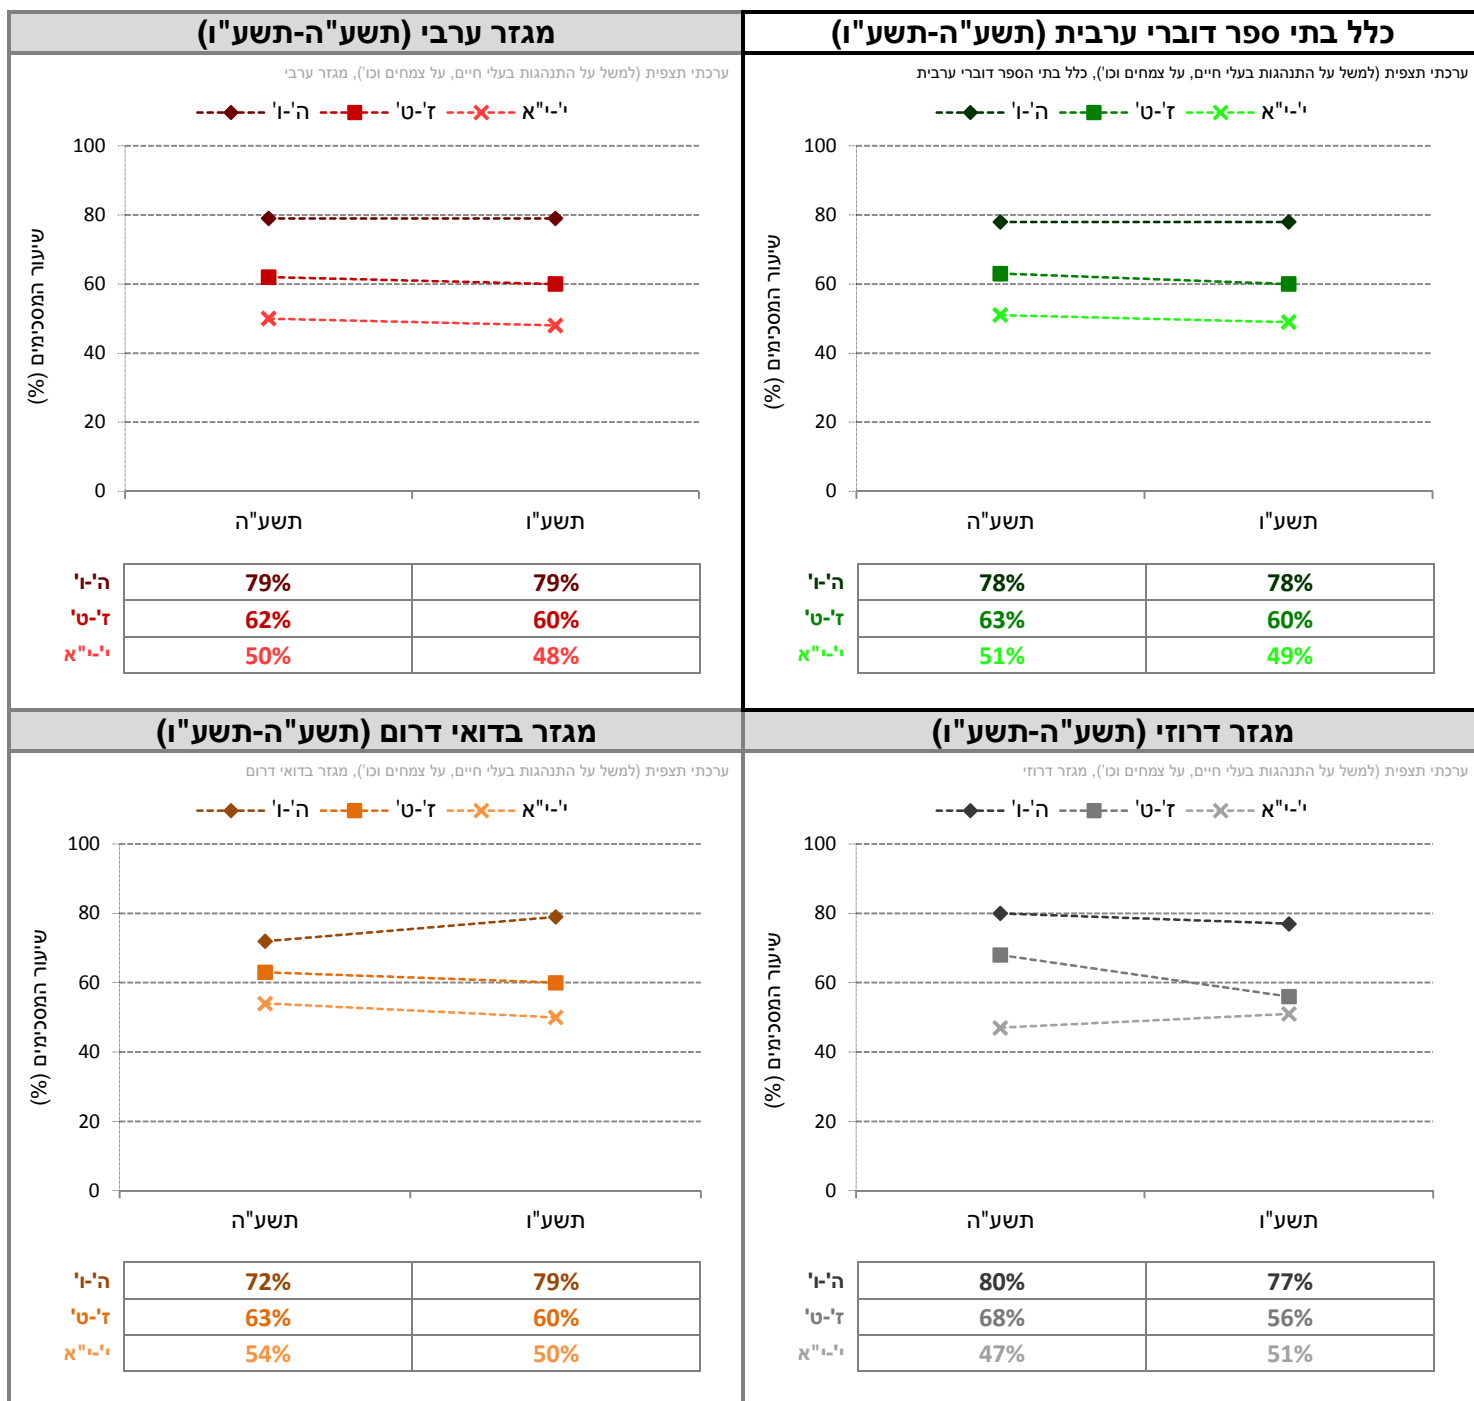 כלל בתי ספר דוברי ערבית (תשע"ה-תשע"ו)
ערכתי תצפית (למשל על התנהגות בעלי חיים, על צמחים וכו'), כלל בתי הספר דוברי ערבית
ה'-ו' ז'-ט' י'-י"א
שיעור המסכימים (%)
100
80
60
40
20
0
תשע"ה תשע"ו
ה'-ו' 78% 78%
ז'-ט' 63% 60%
י'-י"א 51% 49%
מגזר ערבי (תשע"ה-תשע"ו)
ערכתי תצפית (למשל על התנהגות בעלי חיים, על צמחים וכו'), מגזר ערבי
ה'-ו' ז'-ט' י'-י"א
שיעור המסכימים (%)
100
80
60
40
20
0
תשע"ה תשע"ו
ה'-ו' 79% 79%
ז'-ט' 62% 60%
י'-י"א 50% 48%
מגזר דרוזי (תשע"ה-תשע"ו)
ערכתי תצפית (למשל על התנהגות בעלי חיים, על צמחים וכו'), מגזר דרוזי
ה'-ו' ז'-ט' י'-י"א
שיעור המסכימים (%)
100
80
60
40
20
0
תשע"ה תשע"ו
ה'-ו' 80% 77%
ז'-ט' 68% 56%
י'-י"א 47% 51%
מגזר בדואי דרום (תשע"ה-תשע"ו)
ערכתי תצפית (למשל על התנהגות בעלי חיים, על צמחים וכו'), מגזר בדואי דרום
ה'-ו' ז'-ט' י'-י"א
שיעור המסכימים (%)
100
80
60
40
20
0
תשע"ה תשע"ו
ה'-ו' 72% 79%
ז'-ט' 63% 60%
י'-י"א 54% 50%